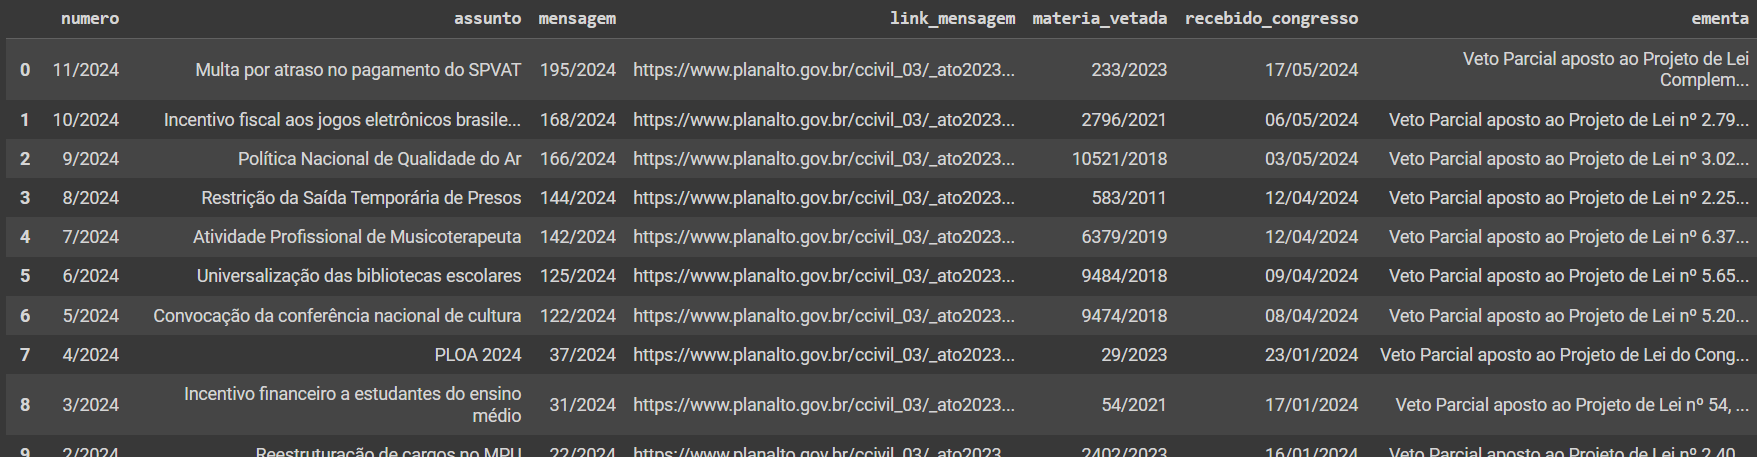 numero assunto mensagem link_mensagem materia_vetada recebido_congresso ementa
0 11/2024 Multa por atraso no pagamento do SPVAT 195/2024 https://www.planalto.gov.br/ccivil_03/_ato2023... 233/2023 17/05/2024 Veto Parcial aposto ao Projeto de Lei
Complem...
1 10/2024 Incentivo fiscal aos jogos eletrônicos brasile... 168/2024 https://www.planalto.gov.br/ccivil_03/_ato2023... 2796/2021 06/05/2024 Veto Parcial aposto ao Projeto de Lei nº 2.79...
2 9/2024 Política Nacional de Qualidade do Ar 166/2024 https://www.planalto.gov.br/ccivil_03/_ato2023... 10521/2018 03/05/2024 Veto Parcial aposto ao Projeto de Lei nº 3.02...
3 8/2024 Restrição da Saída Temporária de Presos 144/2024 https://www.planalto.gov.br/ccivil_03/_ato2023... 583/2011 12/04/2024 Veto Parcial aposto ao Projeto de Lei nº 2.25...
4 7/2024 Atividade Profissional de Musicoterapeuta 142/2024 https://www.planalto.gov.br/ccivil_03/_ato2023... 6379/2019 12/04/2024 Veto Parcial aposto ao Projeto de Lei nº 6.37...
5 6/2024 Universalização das bibliotecas escolares 125/2024 https://www.planalto.gov.br/ccivil_03/_ato2023... 9484/2018 09/04/2024 Veto Parcial aposto ao Projeto de Lei nº 5.65...
6 5/2024 Convocação da conferência nacional de cultura 122/2024 https://www.planalto.gov.br/ccivil_03/_ato2023... 9474/2018 08/04/2024 Veto Parcial aposto ao Projeto de Lei nº 5.20...
7 4/2024 PLOA 2024 37/2024 https://www.planalto.gov.br/ccivil_03/_ato2023... 29/2023 23/01/2024 Veto Parcial aposto ao Projeto de Lei do Cong...
8 3/2024 Incentivo financeiro a estudantes do ensino
médio 31/2024 https://www.planalto.gov.br/ccivil_03/_ato2023... 54/2021 17/01/2024 Veto Parcial aposto ao Projeto de Lei nº 54, ...
9 2/2024 Reestruturação de cargos no MPU 22/2024 https://www.planalto.gov.br/ccivil_03/_ato2023... 2402/2023 16/01/2024 Veto Parcial aposto ao Projeto de Lei nº 2.40...